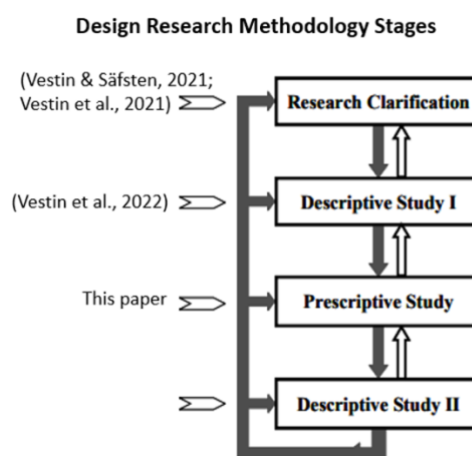 Design Research Methodology Stages
(Vestin & Säfsten, 2021;
Vestin et al., 2021)
Research Clarification
(Vestin et al., 2022)
Descriptive Study I
This paper
Prescriptive Study
Descriptive Study II